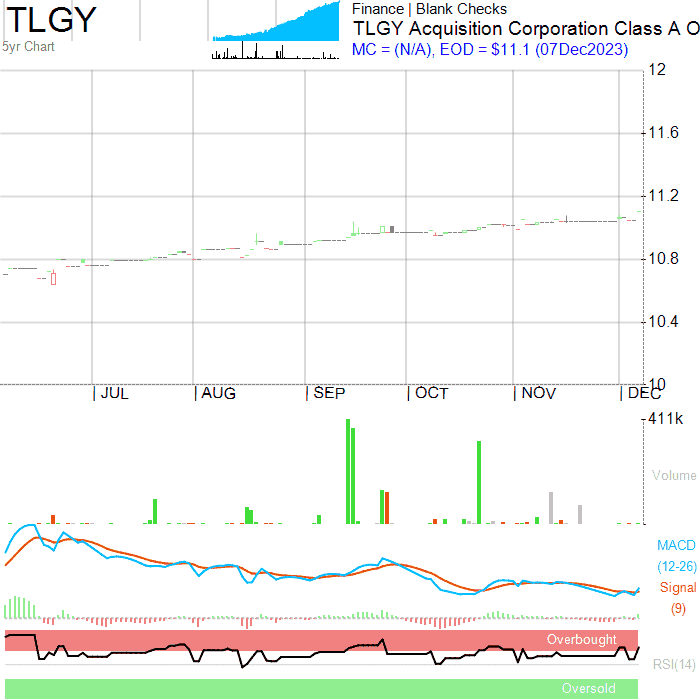 TLGY
5yr Chart
Finance | Blank Checks
TLGY Acquisition Corporation Class A O
MC = (N/A), EOD = $11.1 (07Dec2023)
12
11.6
11.2
10.8
10.4
10
JUL AUG SEP OCT NOV DEC
411k
Volume
MACD
(12-26)
Signal
(9)
Overbought
RSI(14)
Oversold